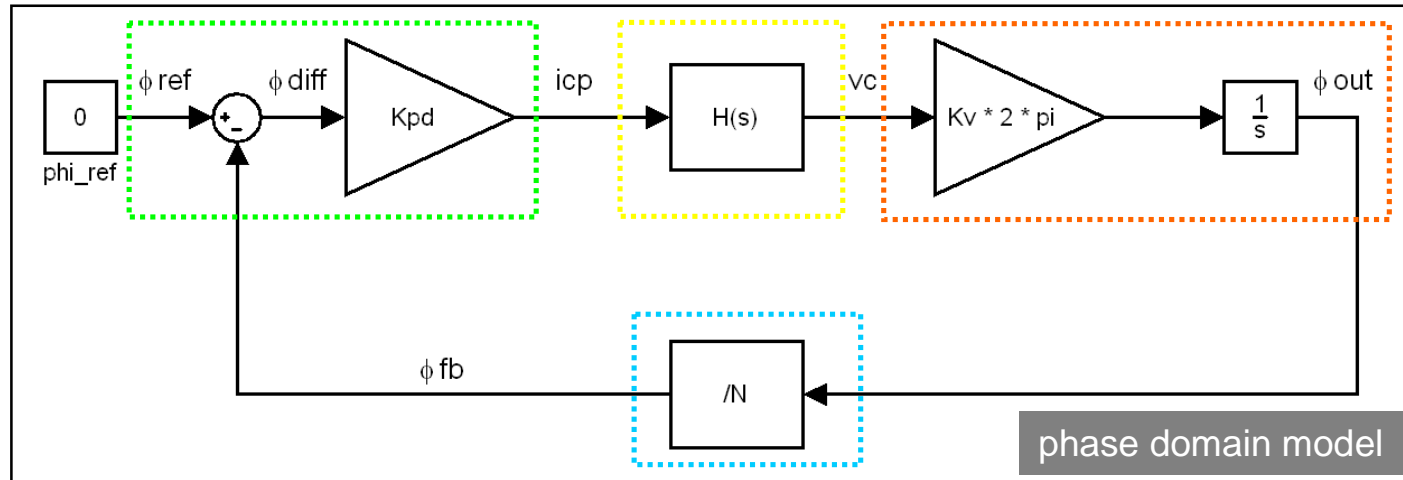 ϕ ref
ϕ diff
icp
vc
ϕ out
0
+
-
Kpd
H(s)
Kv * 2 * pi
1
s
phi_ref
ϕ fb
/N
phase domain model